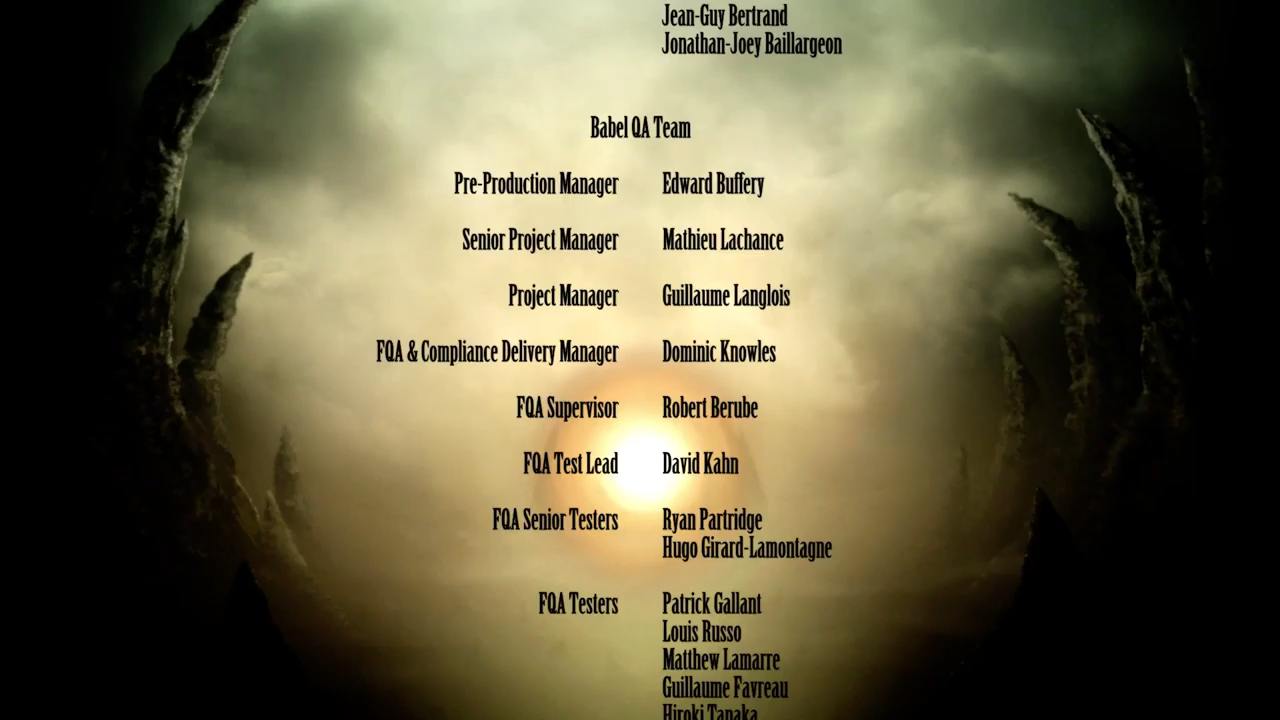 Jean-Guy Bertrand
Jonathan-Joey Baillargeon
Babel QA Team
Pre-Production Manager Edward Buffery
Senior Project Manager Mathieu Lachance
Project Manager Guillaume Langlois
FQA & Compliance Delivery Manager Dominic Knowles
FQA Supervisor Robert Berube
FQA Test Lead David Kahn
FQA Senior Testers Ryan Partridge
Hugo Girard-Lamontagne
FQA Testers Patrick Gallant
Louis Russo
Matthew Lamarre
Guillaume Favreau
Hiroki Tanaka